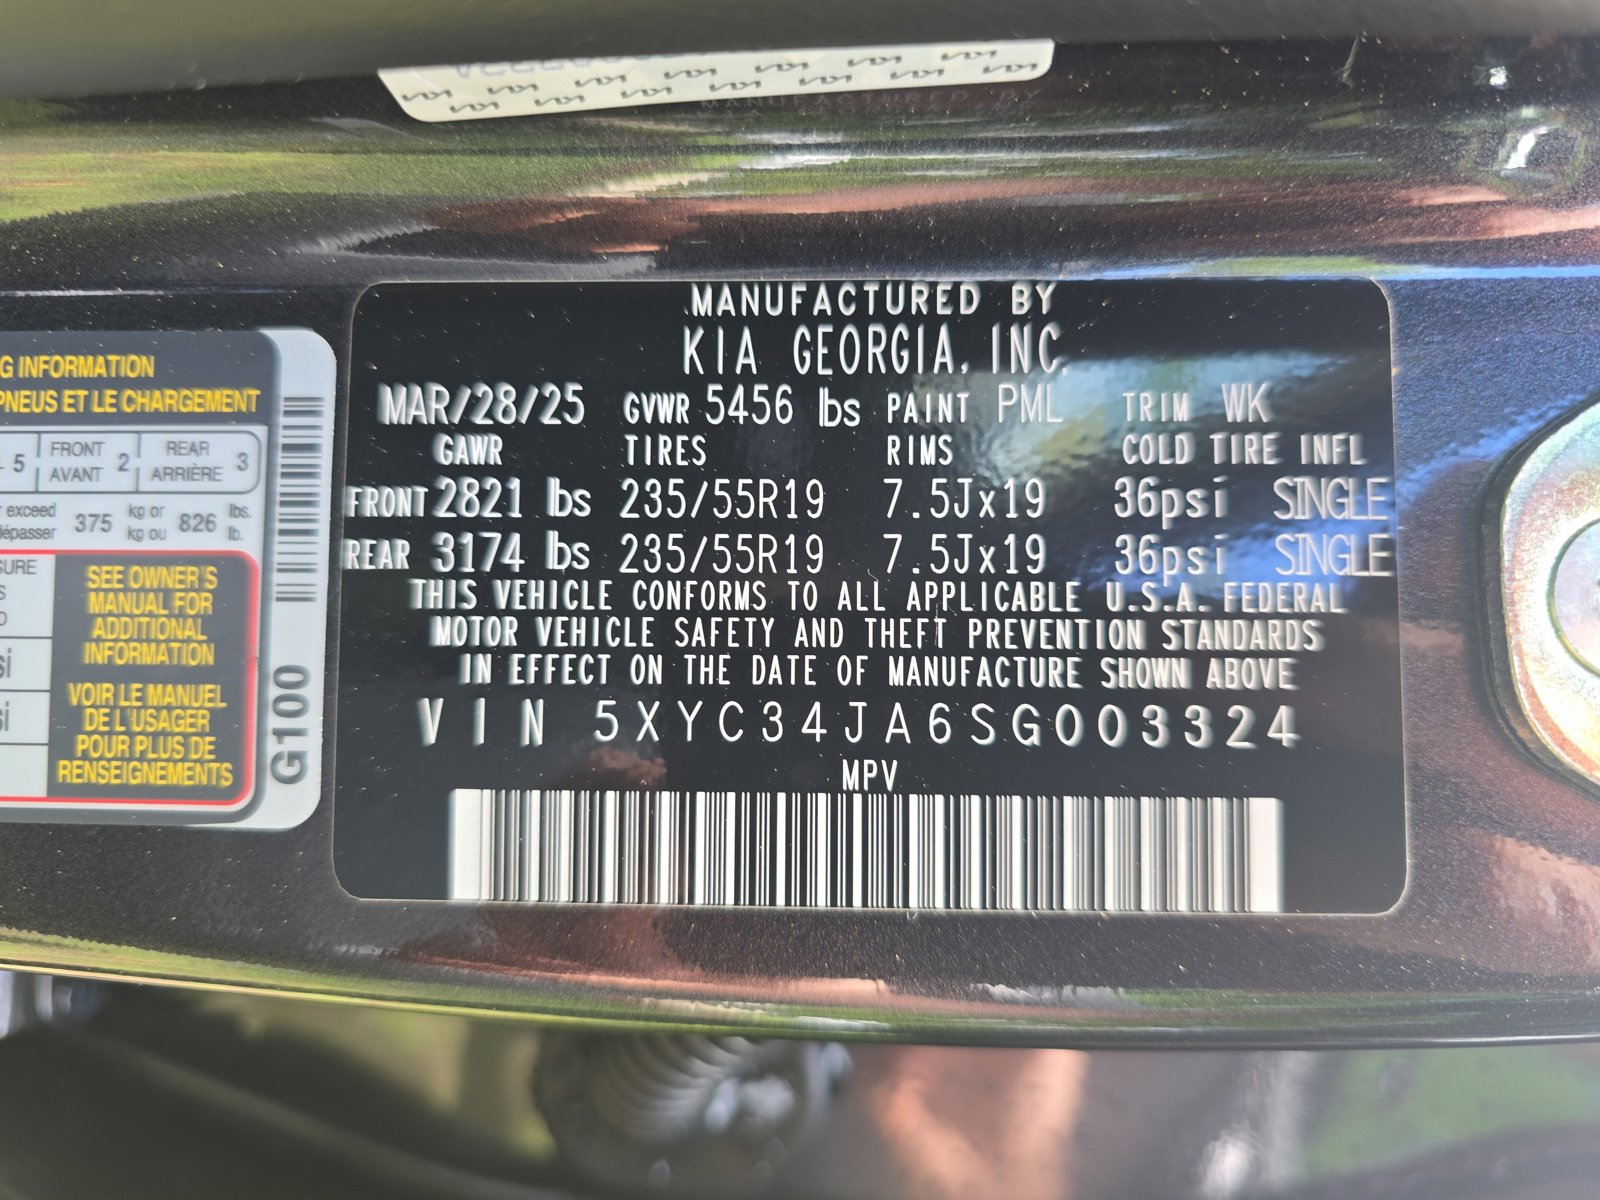 MANUFACTURED BY
KIA GEORGIA, INC.
MAR/28/25 GVWR 5456 lbs PAINT PML TRIM WK
GAWR TIRES RIMS COLD TIRE INFL
FRONT 2821 lbs 235/55R19 7.5Jx19 36psi SINGLE
REAR 3174 lbs 235/55R19 7.5Jx19 36psi SINGLE
THIS VEHICLE CONFORMS TO ALL APPLICABLE U.S.A. FEDERAL
MOTOR VEHICLE SAFETY AND THEFT PREVENTION STANDARDS
IN EFFECT ON THE DATE OF MANUFACTURE SHOWN ABOVE
VIN 5XYC34JA6SG003324
MPV
G INFORMATION
PNEUS ET LE CHARGEMENT
5 FRONT 2 REAR 3
AVANT ARRIÈRE
exceed 375 kg or 826 lbs.
dépasser kg ou lb.
SEE OWNER'S
MANUAL FOR
ADDITIONAL
INFORMATION
VOIR LE MANUEL
DE L'USAGER
POUR PLUS DE
RENSEIGNEMENTS
G100